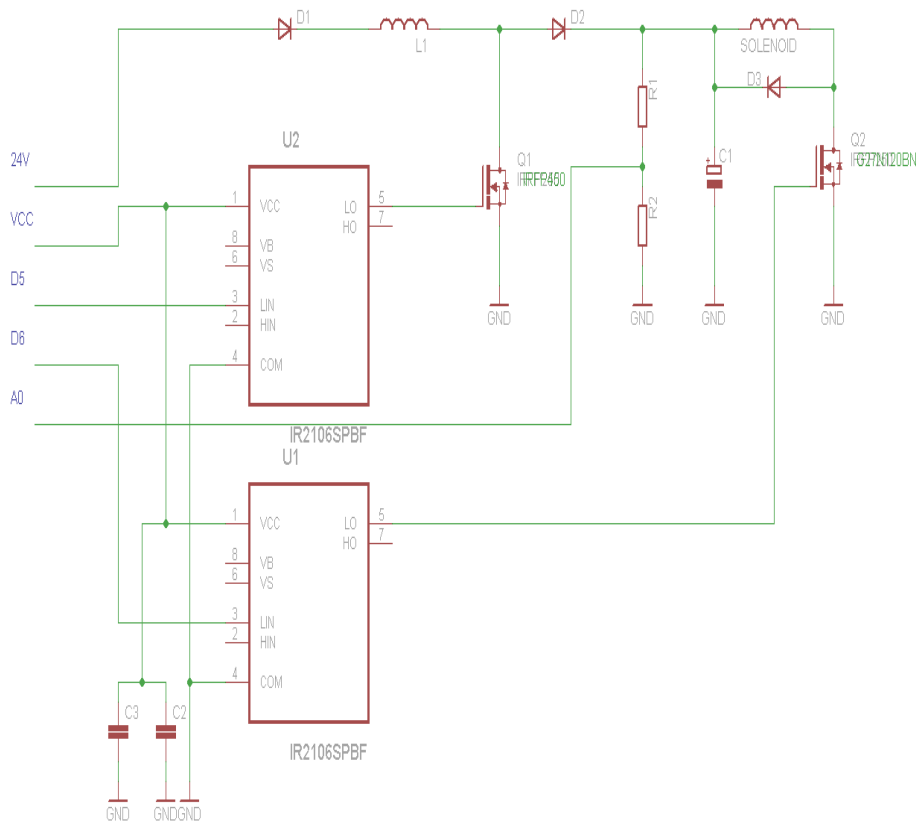 D1
L1
D2
SOLENOID
D3
R1
C1
Q1
Q2
R2
24V
VCC
D5
D6
A0
U2
1 VCC LO 5
HO 7
8 VB
6 VS
3 LIN
2 HIN
4 COM
IR2106SPBF
GND
GND
GND
GND
U1
1 VCC LO 5
HO 7
8 VB
6 VS
3 LIN
2 HIN
4 COM
IR2106SPBF
C3
C2
GND
GND
GND